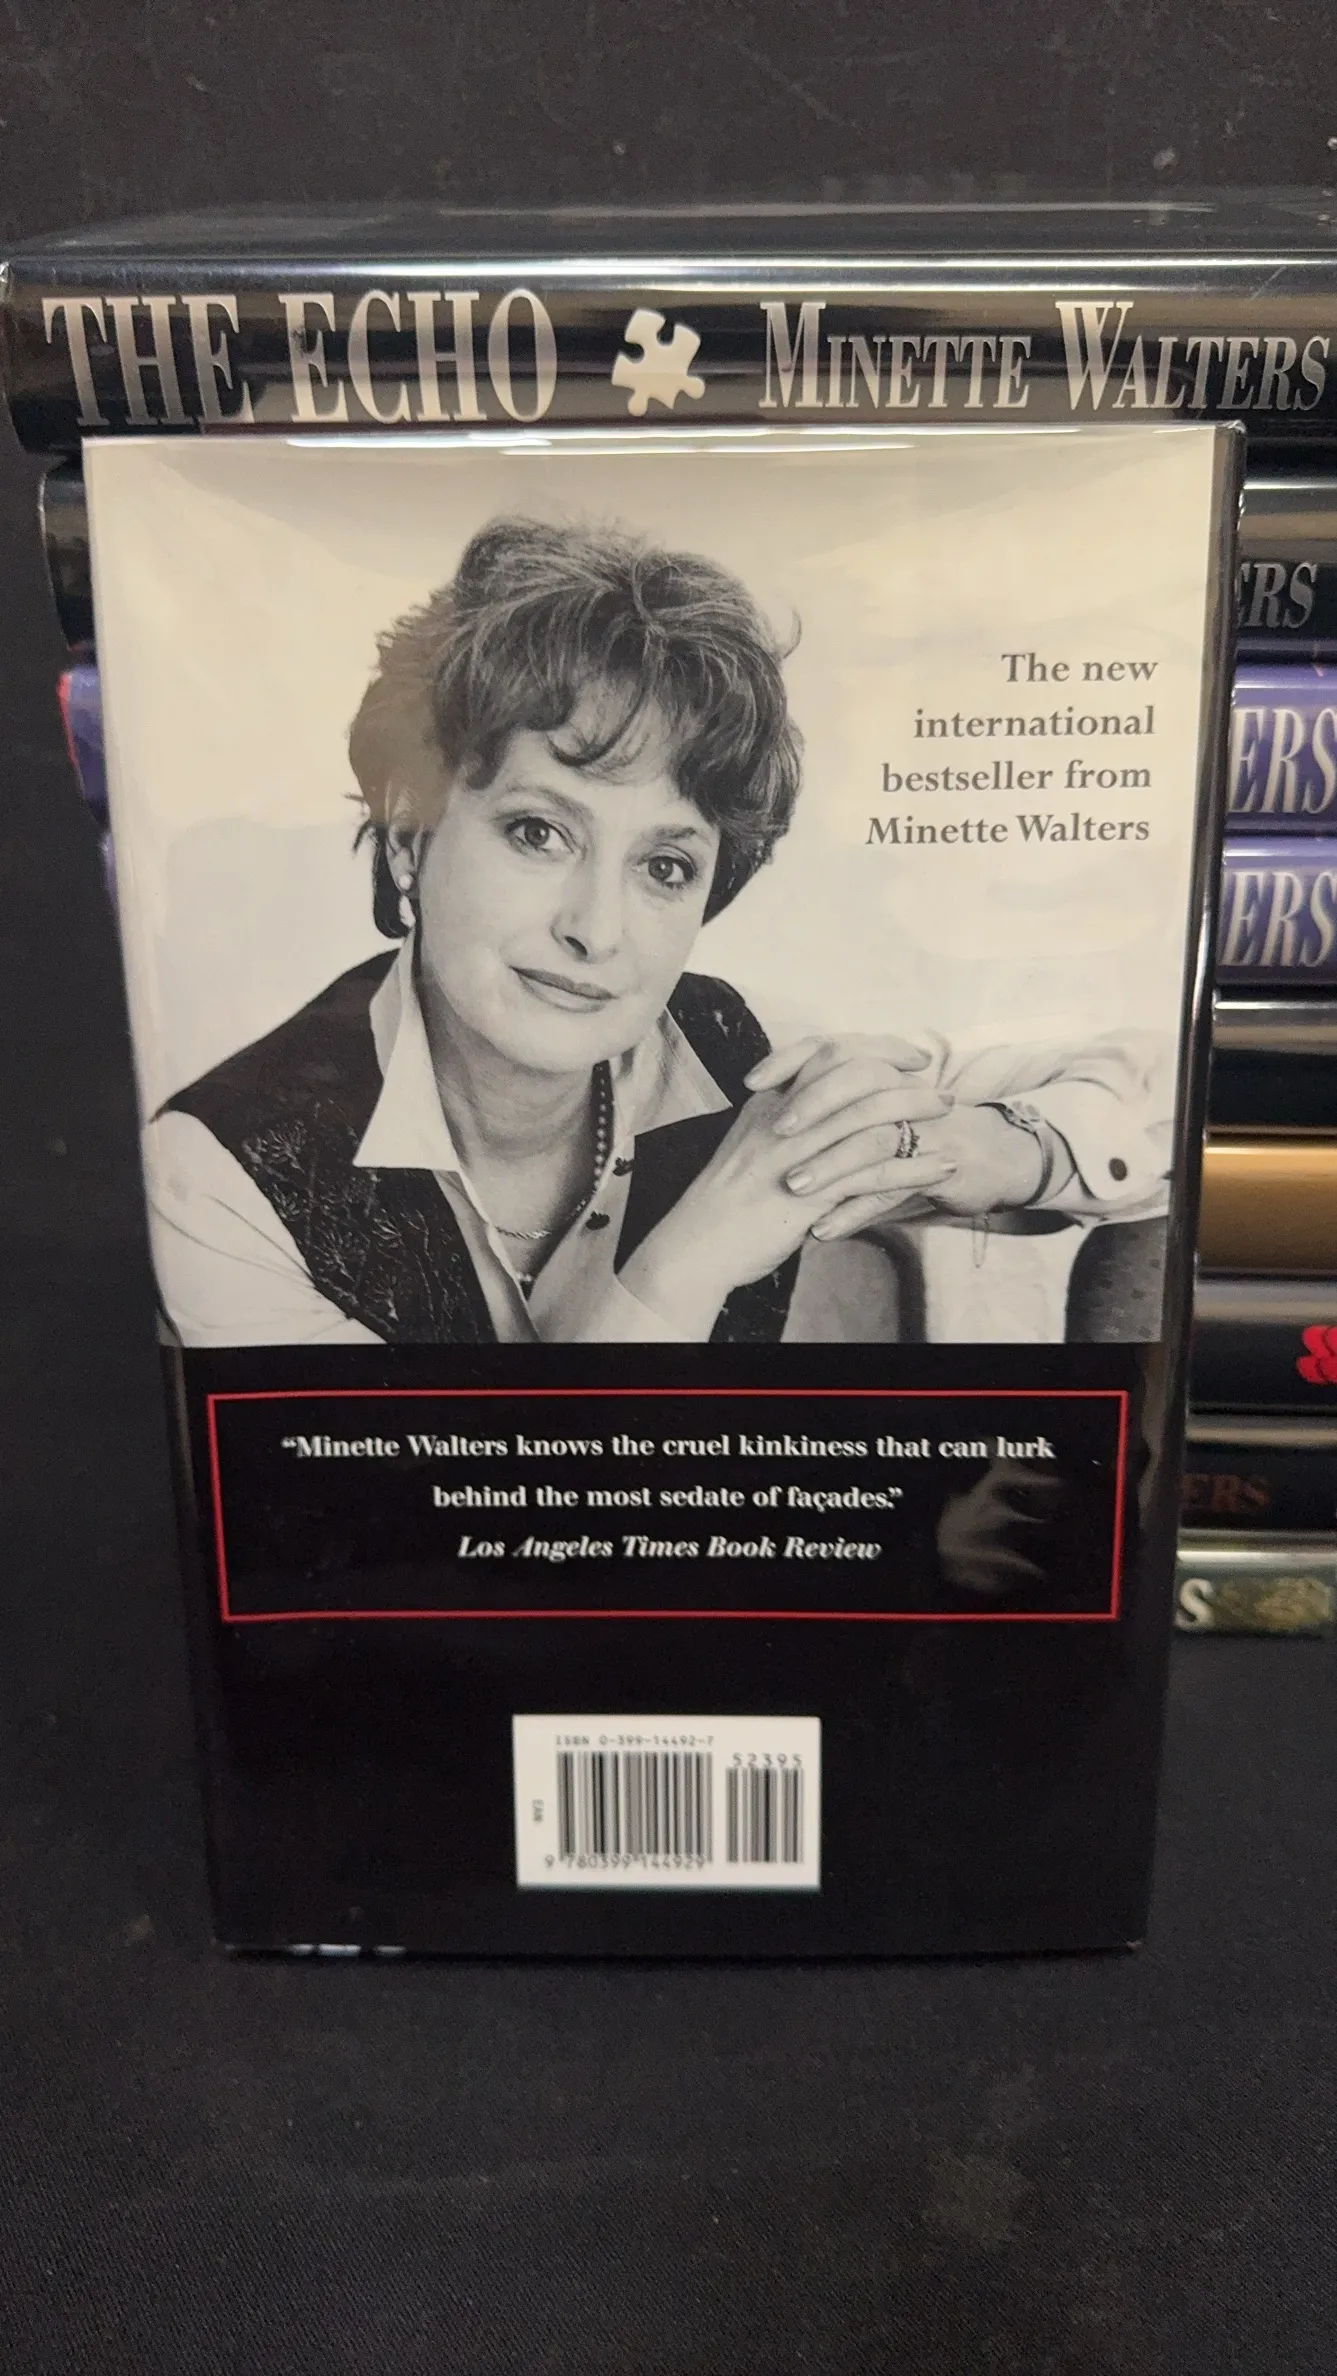 THE ECHO MINETTE WALTERS
ERS
The new
international
bestseller from
Minette Walters
ERS
ERS
“Minette Walters knows the cruel kinkiness that can lurk
behind the most sedate of façades.”
Los Angeles Times Book Review
ERS
S
ISBN 0-399-14492-7
52395
EAN
9 780399 144929